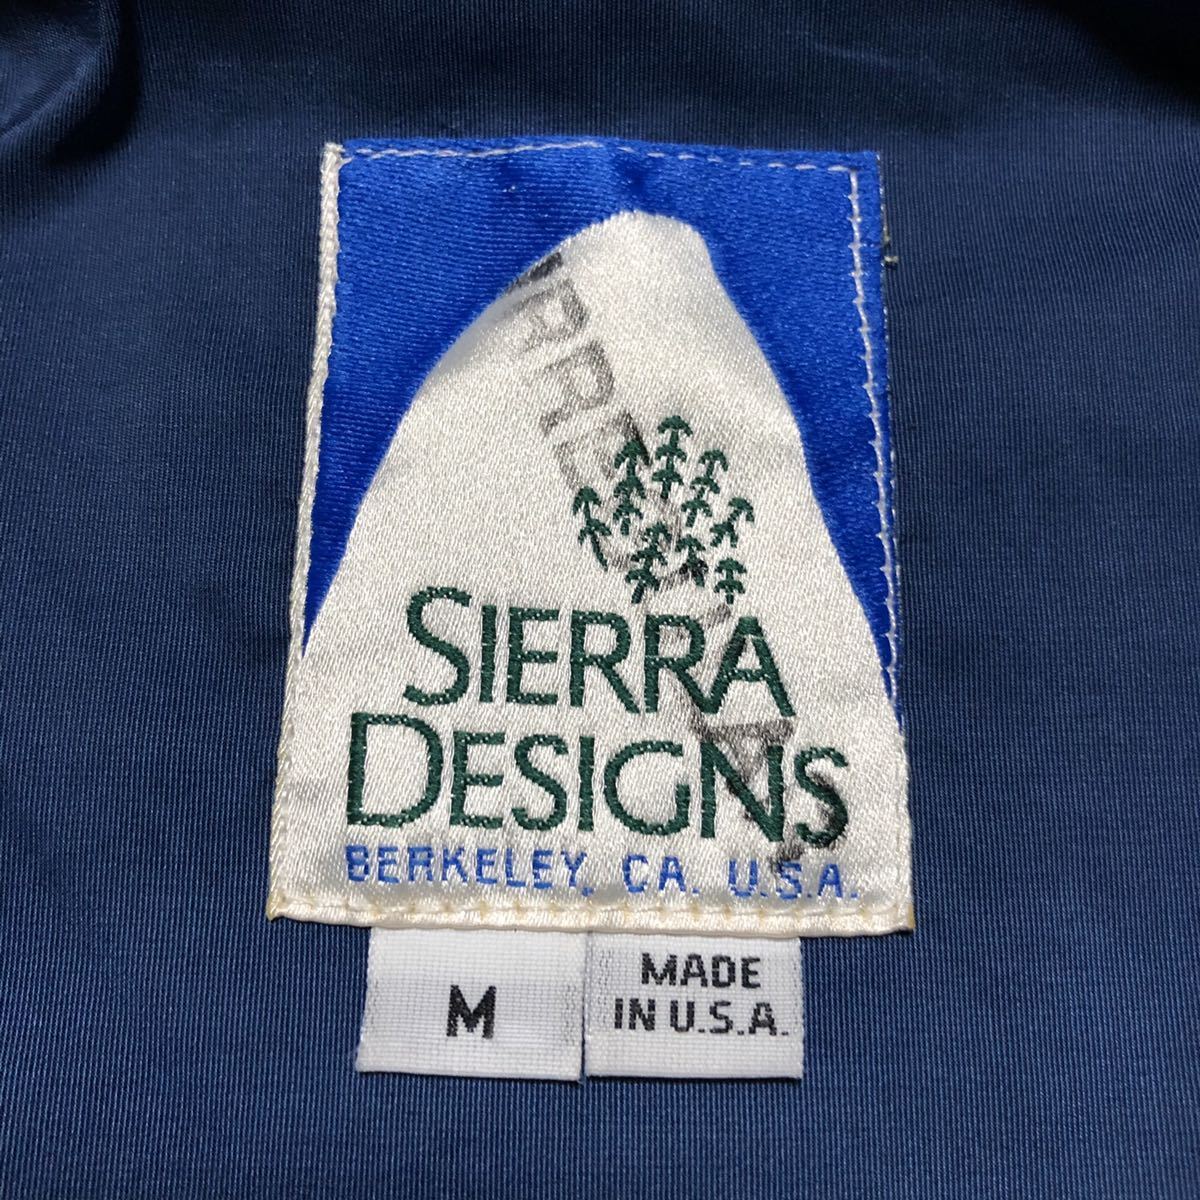 SIERRA
DESIGNS
BERKELEY, CA. U.S.A.
M
MADE
IN U.S.A.